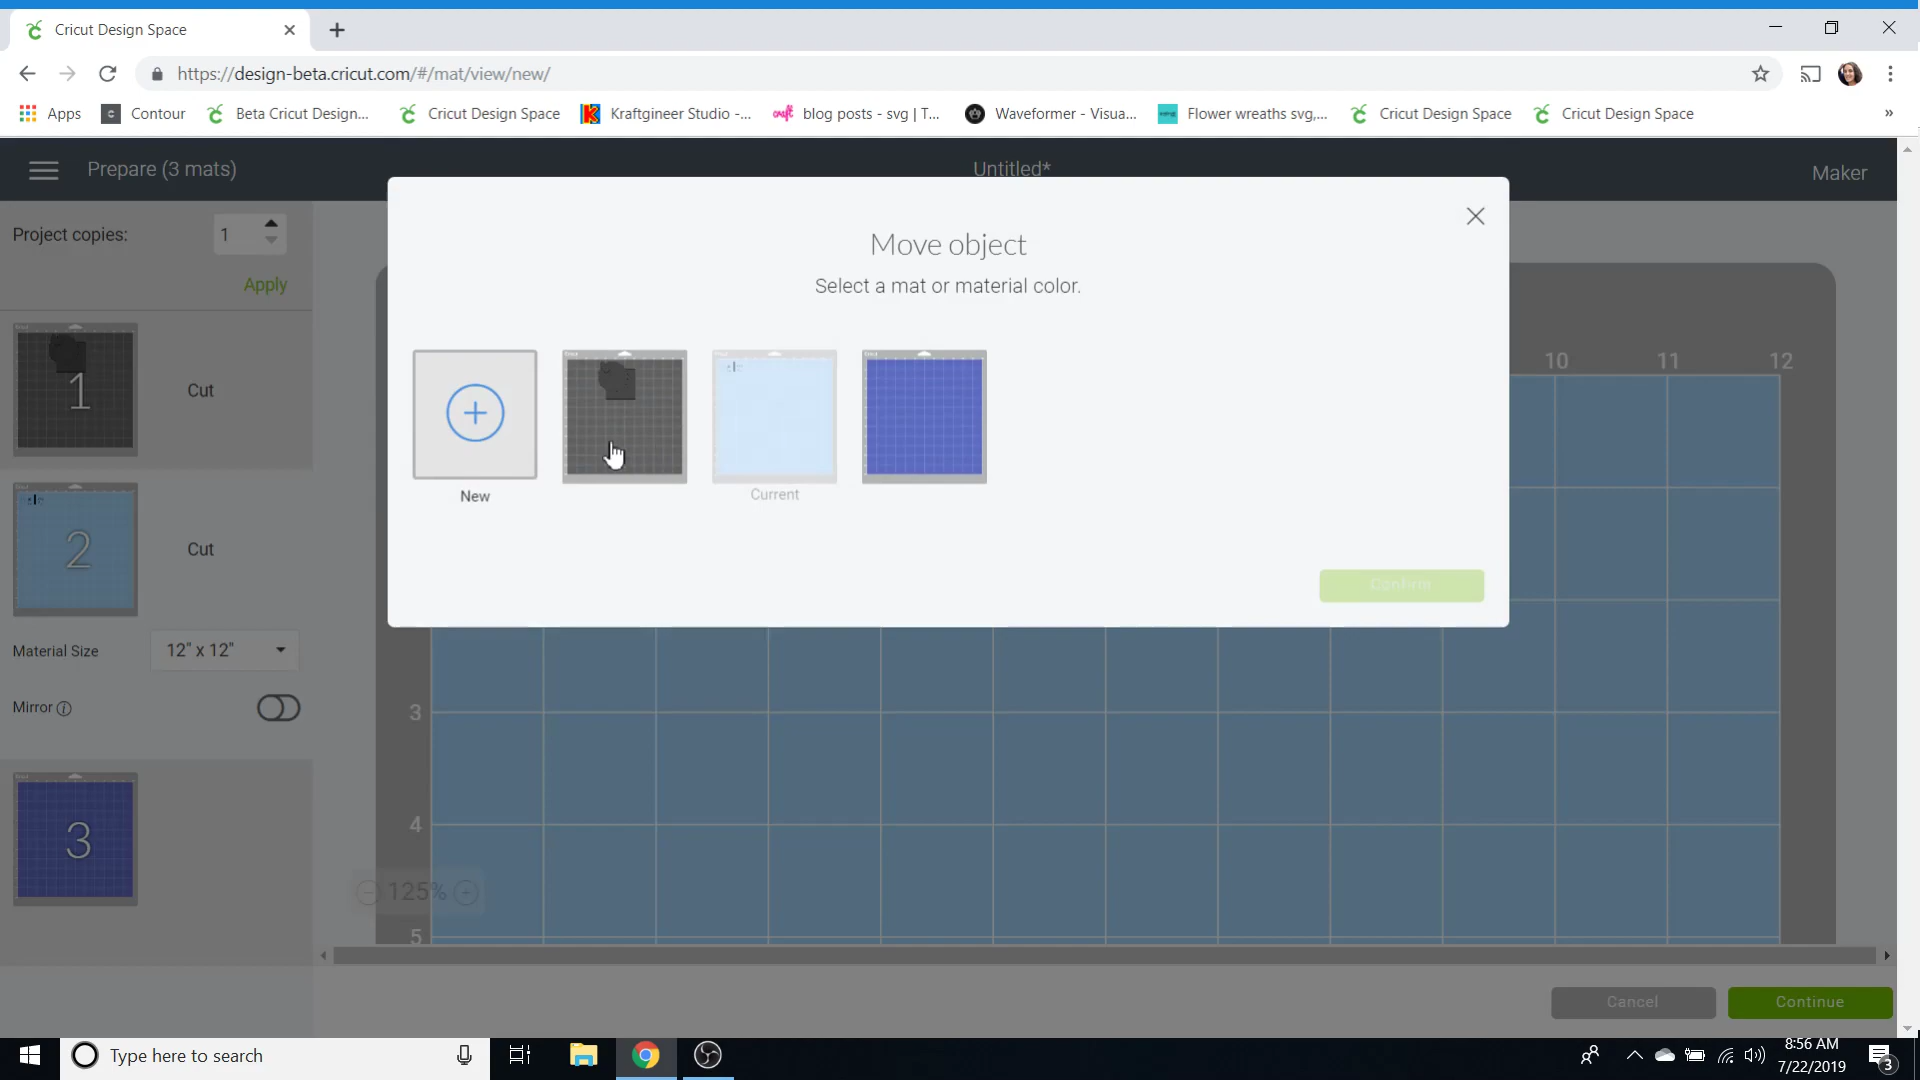 Cricut Design Space
https://design-beta.cricut.com/#/mat/view/new/
Apps
Contour
Beta Cricut Design...
Cricut Design Space
Kraftgineer Studio -...
blog posts - svg | T...
Waveformer - Visua...
Flower wreaths svg,...
Cricut Design Space
Cricut Design Space
»
Prepare (3 mats)
Untitled*
Maker
Project copies:
1
Apply
Move object
Select a mat or material color.
10
11
12
1
Cut
New
Current
2
Cut
Confirm
Material Size
12" x 12"
Mirror
3
3
4
125%
5
Cancel
Continue
Type here to search
8:56 AM
7/22/2019
3